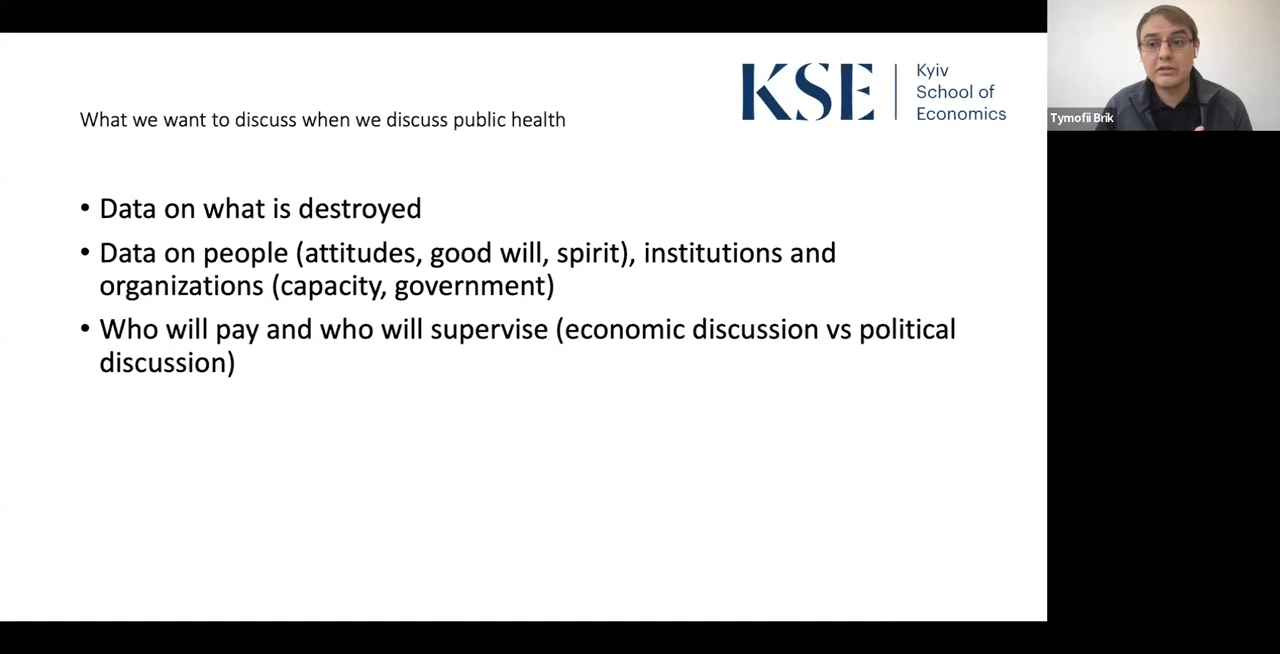 KSE
Kyiv
School of
Economics
What we want to discuss when we discuss public health
• Data on what is destroyed
• Data on people (attitudes, good will, spirit), institutions and
organizations (capacity, government)
• Who will pay and who will supervise (economic discussion vs political
discussion)
Tymofii Brik